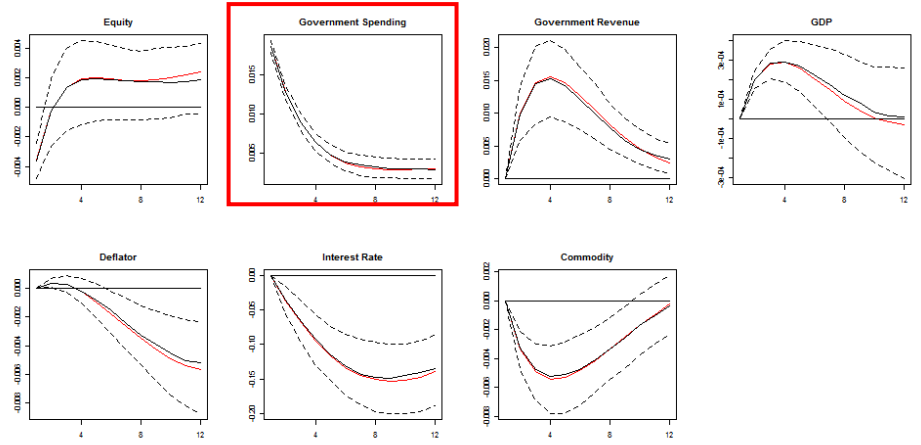 Equity
0.004
0.002
0.000
-0.002
-0.004
4 8 12
Government Spending
0.015
0.010
0.005
4 8 12
Government Revenue
0.020
0.015
0.010
0.005
0.000
4 8 12
GDP
3e-04
1e-04
-1e-04
-3e-04
4 8 12
Deflator
0.000
-0.002
-0.004
-0.006
-0.008
4 8 12
Interest Rate
0.00
-0.05
-0.10
-0.15
-0.20
4 8 12
Commodity
0.002
0.000
-0.002
-0.004
-0.006
-0.008
4 8 12